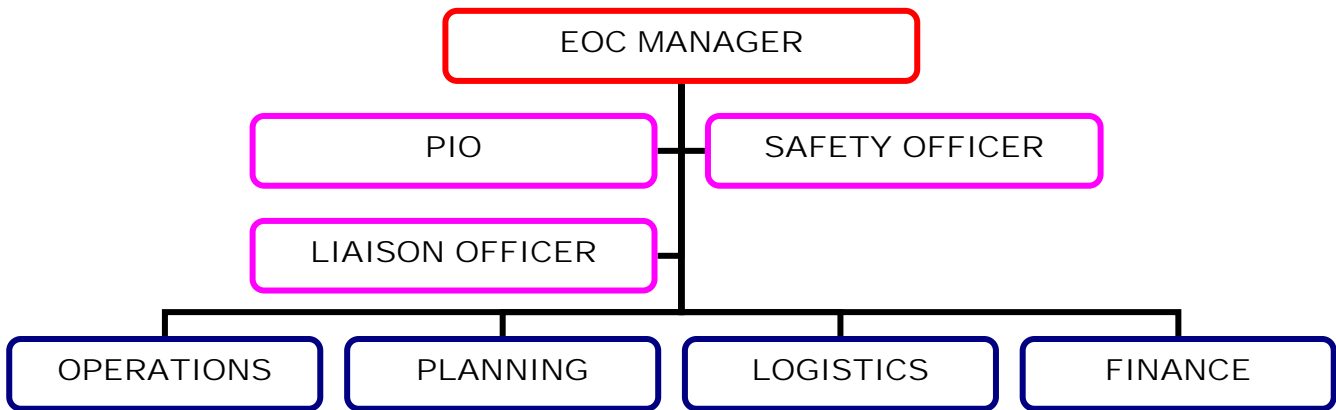 EOC MANAGER
PIO
SAFETY OFFICER
LIAISON OFFICER
OPERATIONS
PLANNING
LOGISTICS
FINANCE